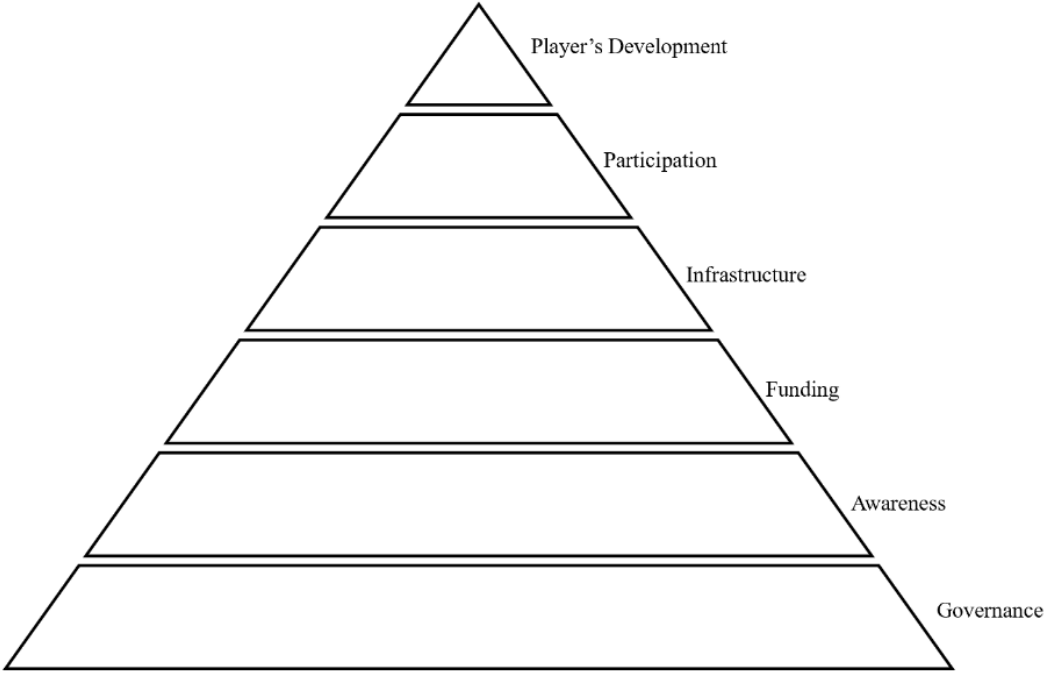 Player’s Development
Participation
Infrastructure
Funding
Awareness
Governance